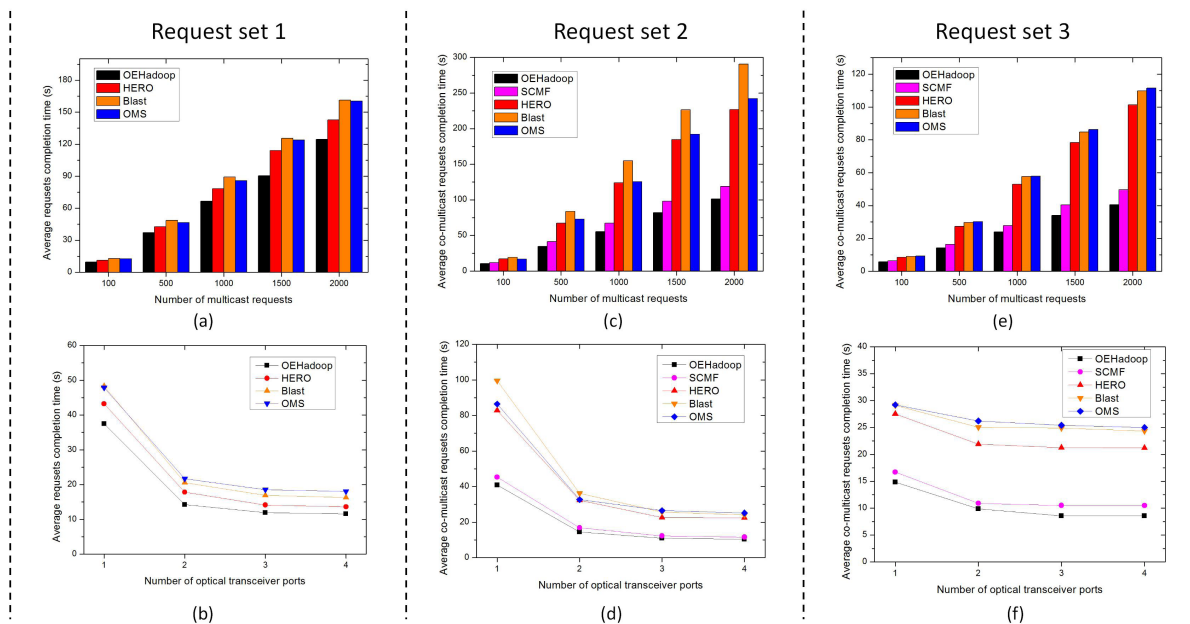 Request set 1
Average requsets completion time (s)
180
150
120
90
60
30
0
OEHadoop
HERO
Blast
OMS
100
500
1000
1500
2000
Number of multicast requests
(a)
Average requsets completion time (s)
60
50
40
30
20
10
0
OEHadoop
HERO
Blast
OMS
1
2
3
4
Number of optical transceiver ports
(b)
Request set 2
Average co-multicast requsets completion time (s)
300
250
200
150
100
50
0
OEHadoop
SCMF
HERO
Blast
OMS
100
500
1000
1500
2000
Number of multicast requests
(c)
Average co-multicast requsets completion time (s)
120
100
80
60
40
20
0
OEHadoop
SCMF
HERO
Blast
OMS
1
2
3
4
Number of optical transceiver ports
(d)
Request set 3
Average co-multicast requsets completion time (s)
120
100
80
60
40
20
0
OEHadoop
SCMF
HERO
Blast
OMS
100
500
1000
1500
2000
Number of multicast requests
(e)
Average co-multicast requsets completion time (s)
40
35
30
25
20
15
10
5
0
OEHadoop
SCMF
HERO
Blast
OMS
1
2
3
4
Number of optical transceiver ports
(f)